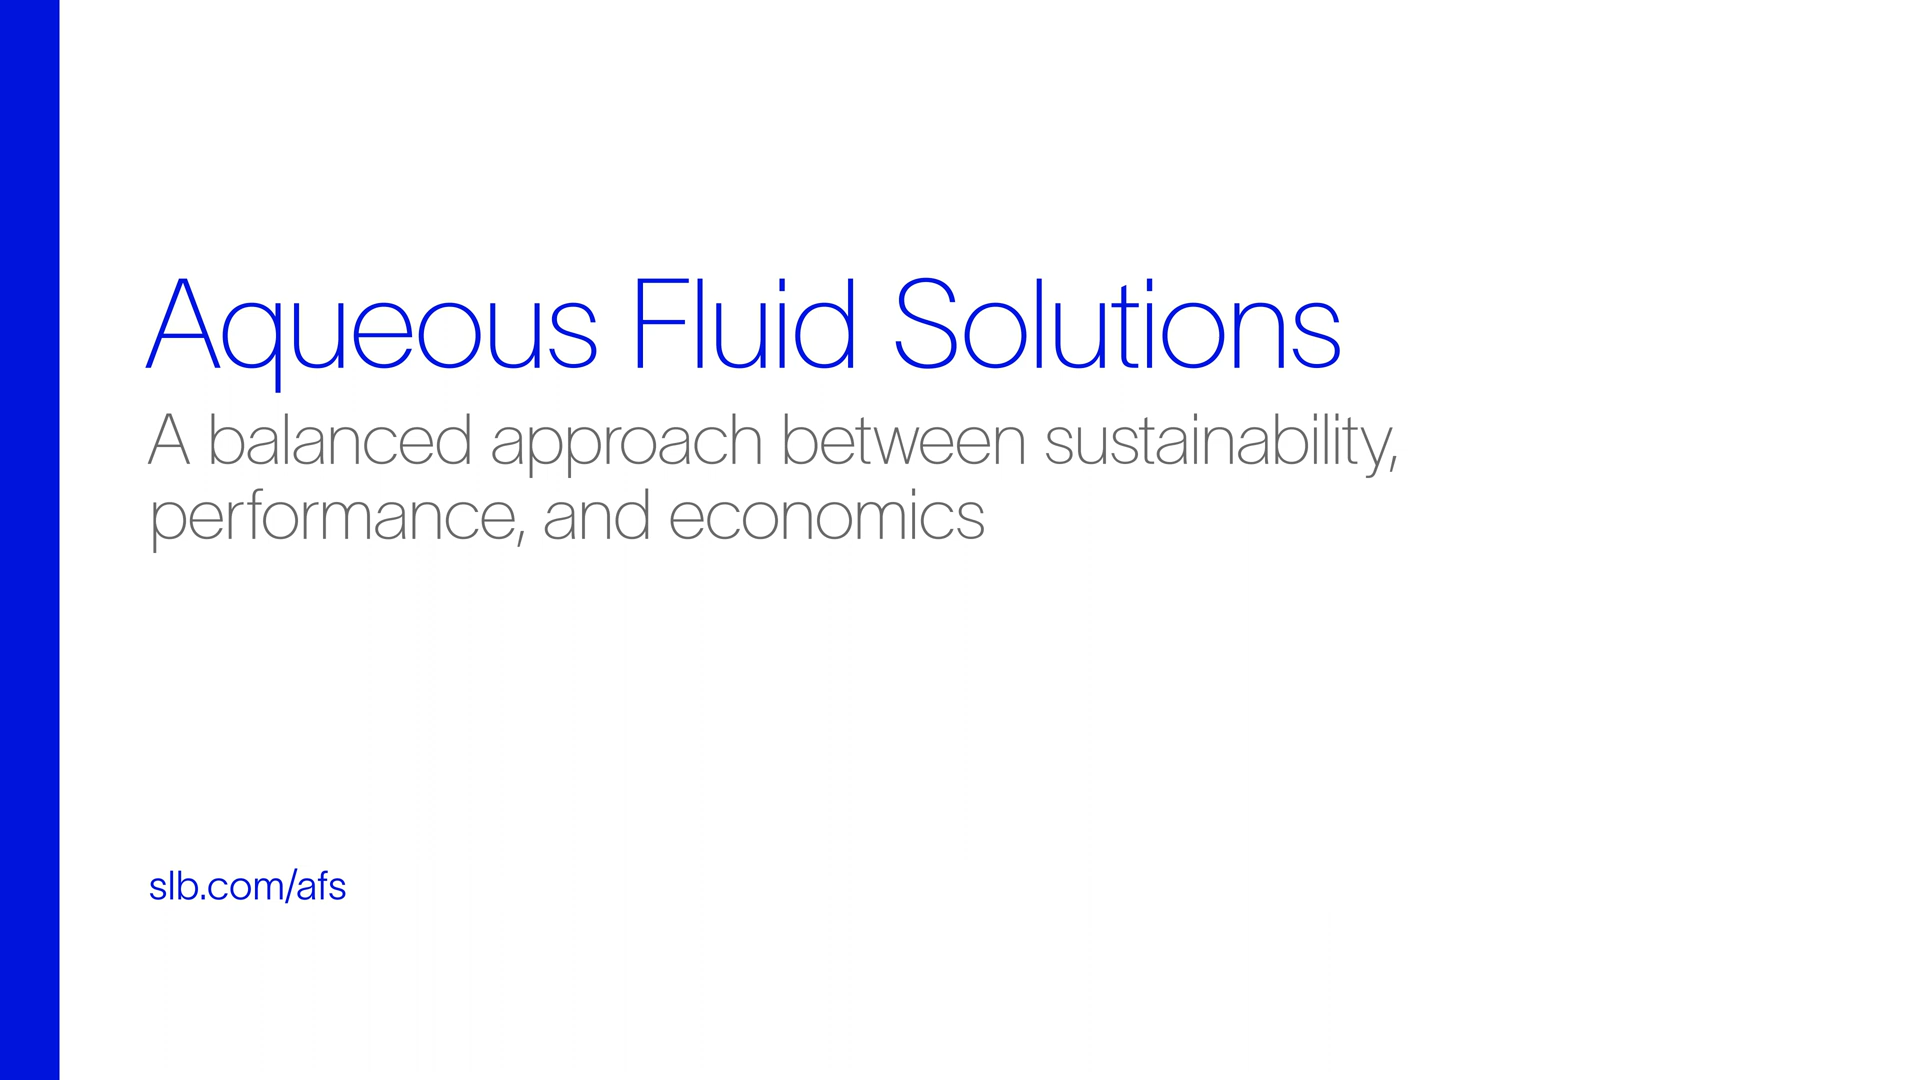 Aqueous Fluid Solutions
A balanced approach between sustainability,
performance, and economics
slb.com/afs